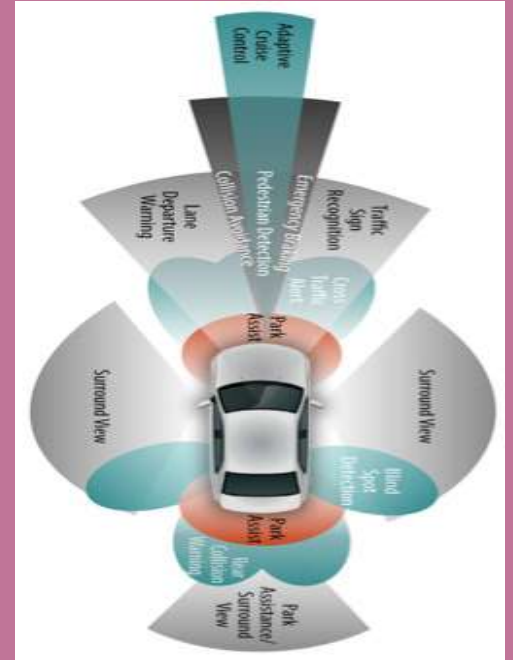 Adaptive
Cruise
Control
Emergency Braking
Pedestrian Detection
Collision Avoidance
Traffic
Sign
Recognition
Lane
Departure
Warning
Cross
Traffic
Alert
Park
Assist
Surround View
Surround View
Blind
Spot
Detection
Park
Assist
Rear
Collision
Warning
Park
Assistance/
Surround
View